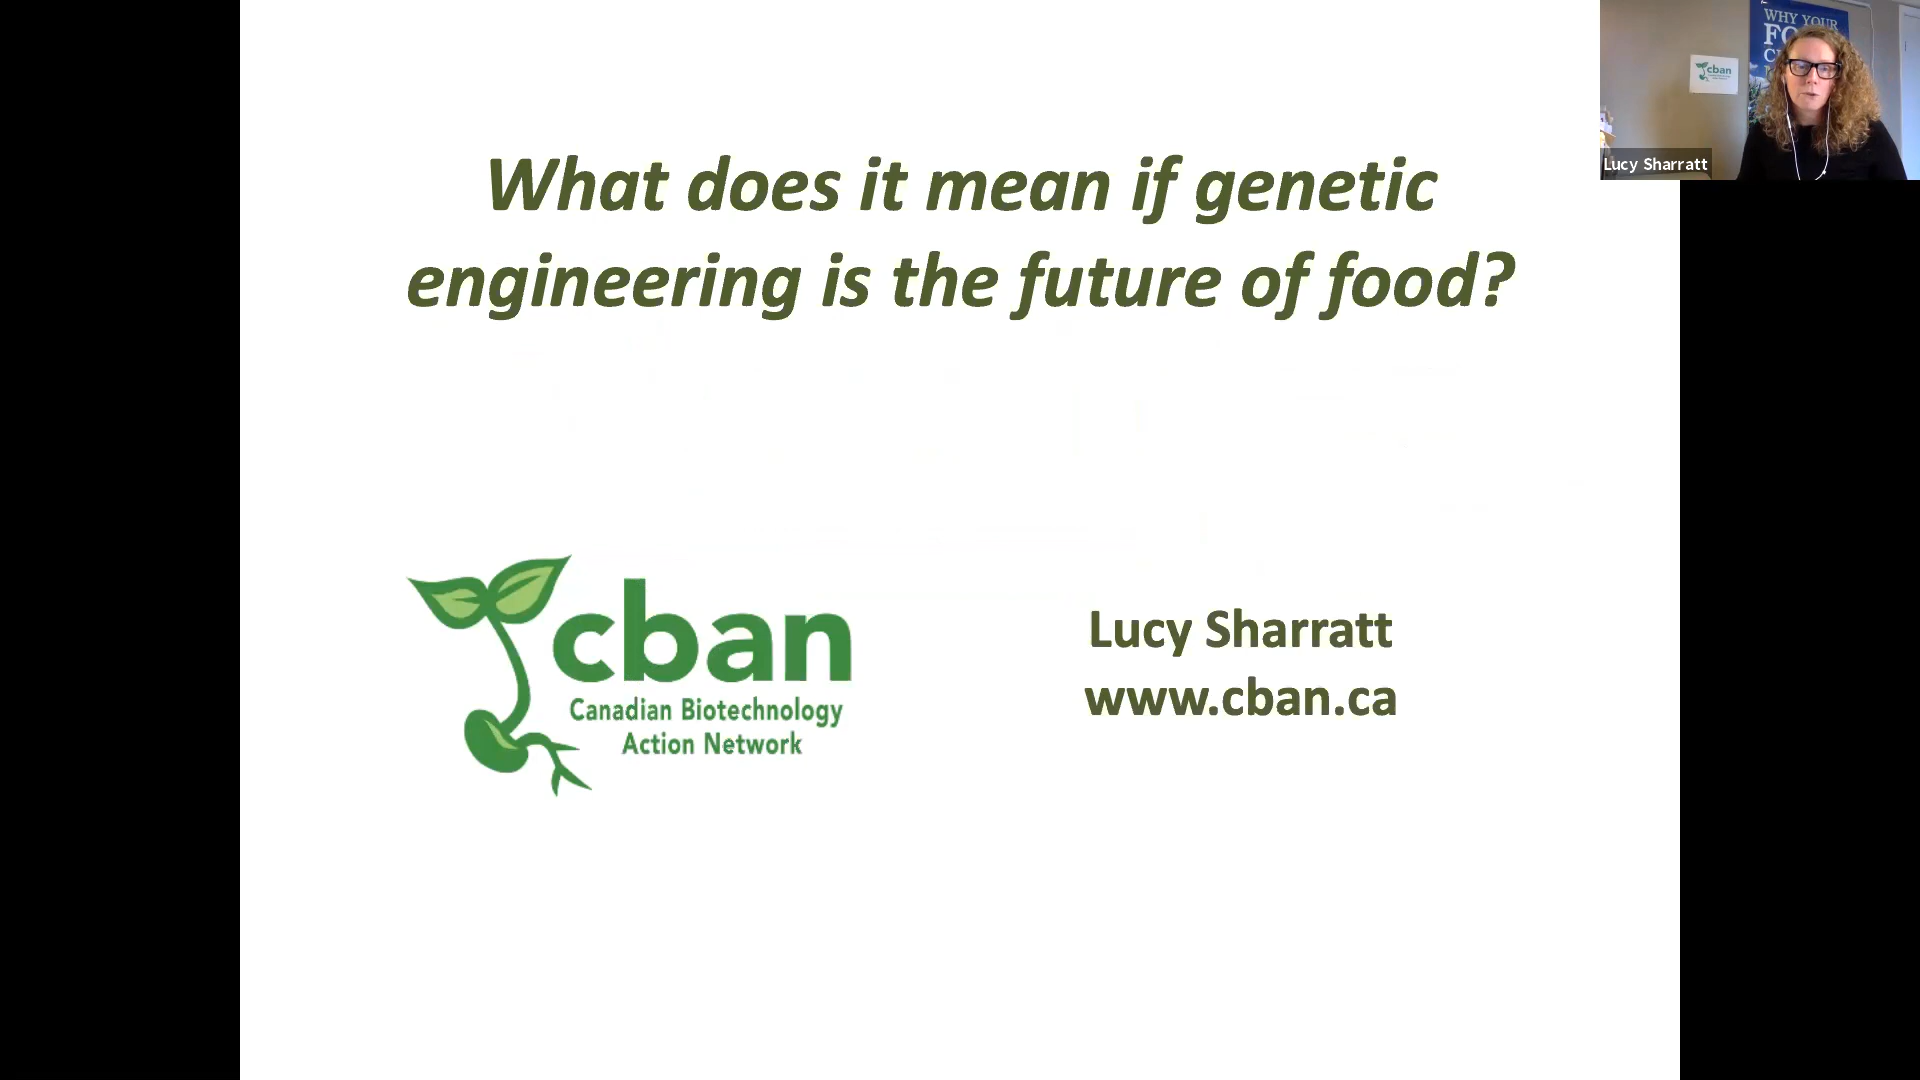 What does it mean if genetic
engineering is the future of food?
cban
Canadian Biotechnology
Action Network
Lucy Sharratt
www.cban.ca
WHY YOUR
cban
Lucy Sharratt